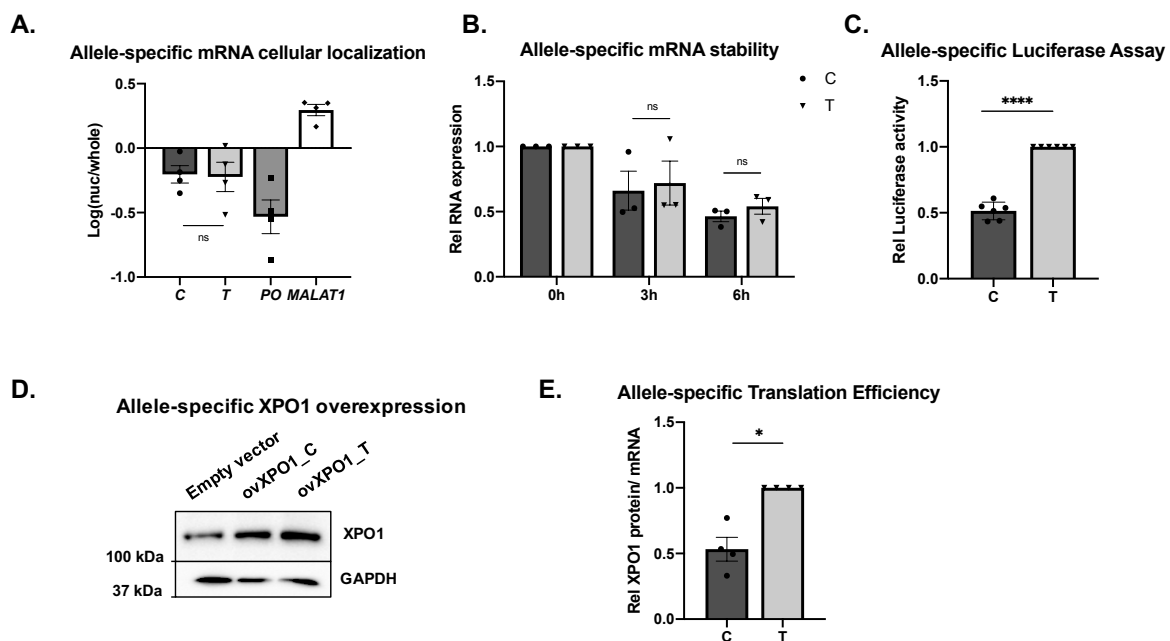 A.
Allele-specific mRNA cellular localization
Log(nuc/whole)
0.5
0.0
-0.5
-1.0
ns
C T PO MALAT1
B.
Allele-specific mRNA stability
Rel RNA expression
1.5
1.0
0.5
0.0
ns
ns
0h 3h 6h
C
T
C.
Allele-specific Luciferase Assay
Rel Luciferase activity
1.5
1.0
0.5
0.0
****
C T
D.
Allele-specific XPO1 overexpression
Empty vector
ovXPO1_C
ovXPO1_T
XPO1
100 kDa
GAPDH
37 kDa
E.
Allele-specific Translation Efficiency
Rel XPO1 protein/ mRNA
1.5
1.0
0.5
0.0
*
C T